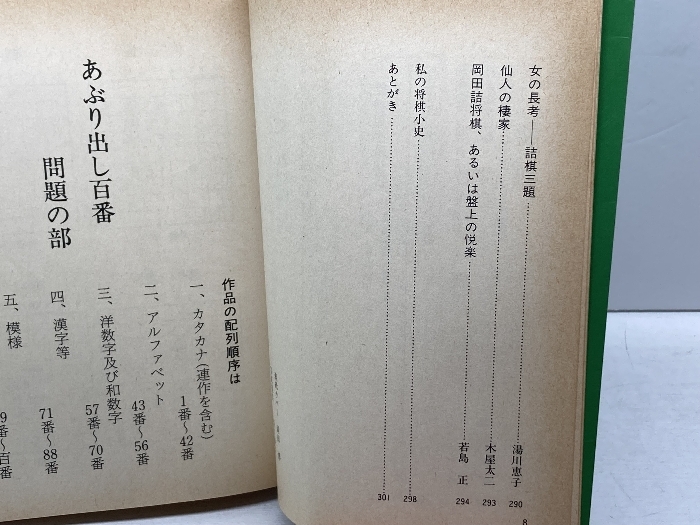 女の長考――詰棋三題……湯川恵子 290
仙人の棲家……木屋太二 293
岡田詰将棋、あるいは盤上の悦楽……若島 正 294
私の将棋小史……298
あとがき……301
8
あぶり出し百番
問題の部
作品の配列順序は
一、カタカナ(連作を含む) 1番〜42番
二、アルファベット 43番〜56番
三、洋数字及び和数字 57番〜70番
四、漢字等 71番〜88番
五、模様 9番〜百番